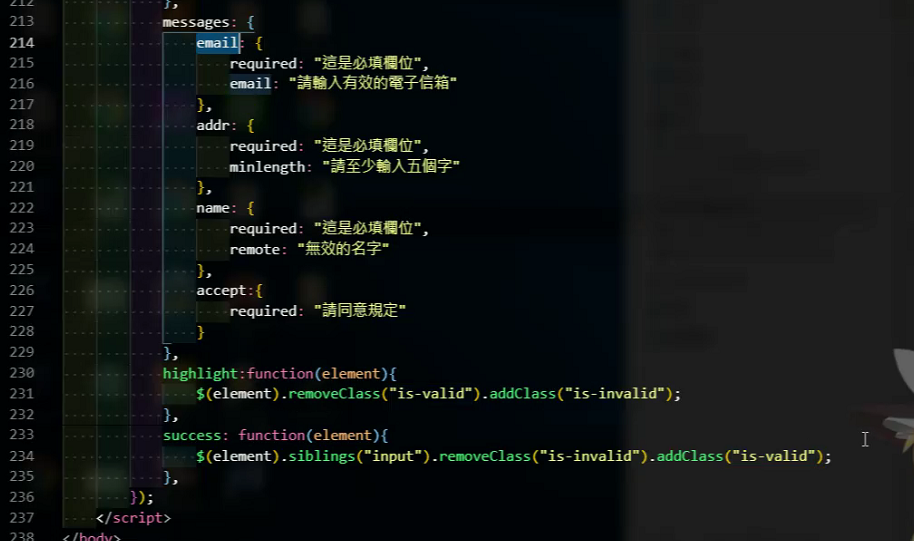 212 },
213 messages: {
214 email: {
215 required: "這是必填欄位",
216 email: "請輸入有效的電子信箱"
217 },
218 addr: {
219 required: "這是必填欄位",
220 minlength: "請至少輸入五個字"
221 },
222 name: {
223 required: "這是必填欄位",
224 remote: "無效的名字"
225 },
226 accept:{
227 required: "請同意規定"
228 }
229 },
230 highlight:function(element){
231 $(element).removeClass("is-valid").addClass("is-invalid");
232 },
233 success: function(element){
234 $(element).siblings("input").removeClass("is-invalid").addClass("is-valid");
235 },
236 });
237 </script>
238 </body>